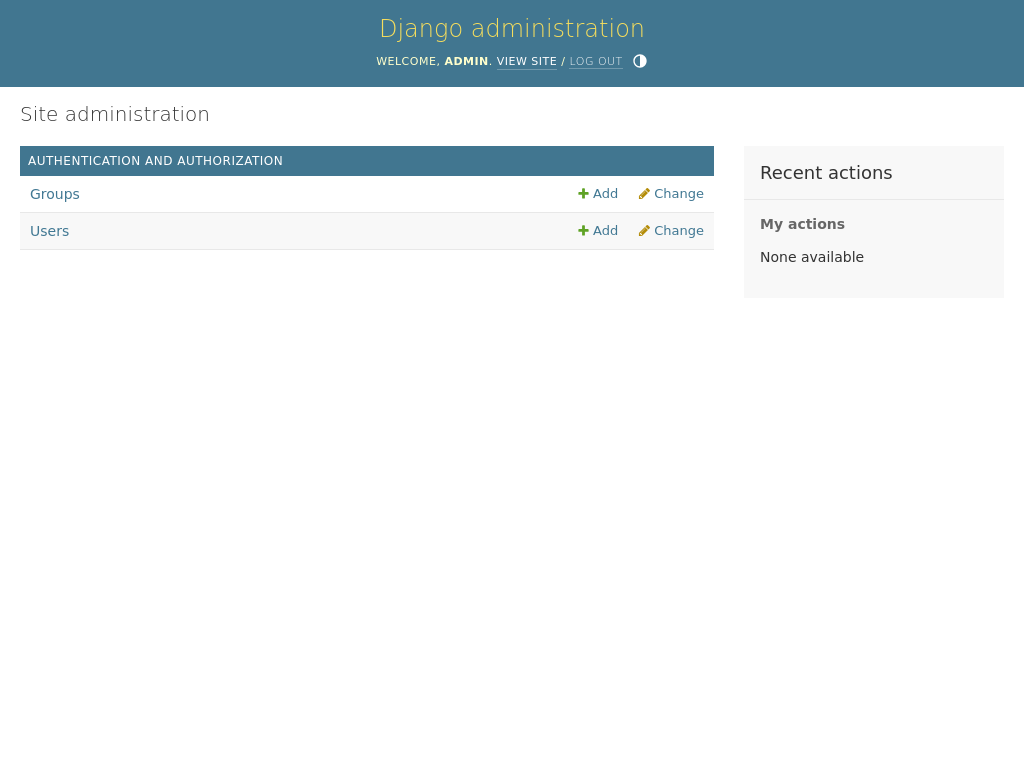 Django administration
WELCOME, ADMIN. VIEW SITE / LOG OUT
Site administration
AUTHENTICATION AND AUTHORIZATION
Groups Add Change
Users Add Change
Recent actions
My actions
None available